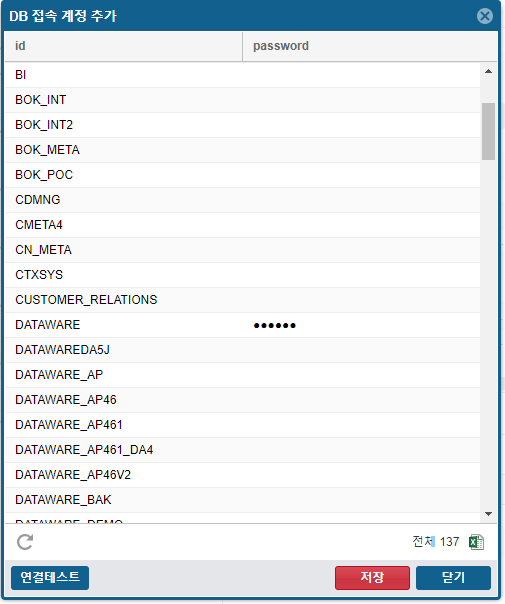 DB 접속 계정 추가
id password
BI
BOK_INT
BOK_INT2
BOK_META
BOK_POC
CDMNG
CMETA4
CN_META
CTXSYS
CUSTOMER_RELATIONS
DATAWARE ●●●●●●
DATAWAREDA5J
DATAWARE_AP
DATAWARE_AP46
DATAWARE_AP461
DATAWARE_AP461_DA4
DATAWARE_AP46V2
DATAWARE_BAK
DATAWARE_DEMO
전체 137
연결테스트 저장 닫기